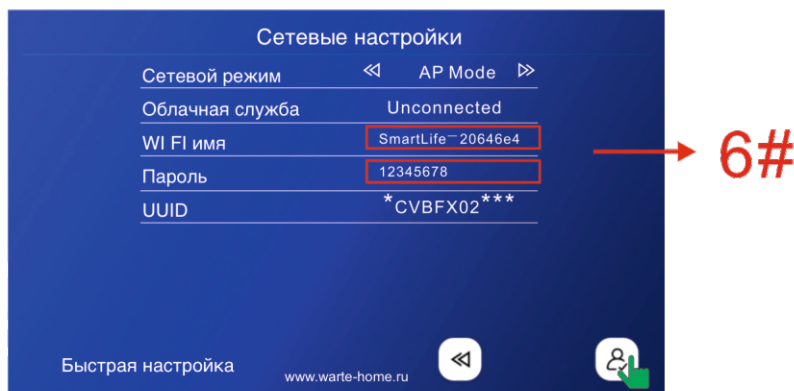 Сетевые настройки
Сетевой режим AP Mode
Облачная служба Unconnected
WI FI имя SmartLife-20646e4
Пароль 12345678
UUID *CVBFX02***
6#
Быстрая настройка www.warte-home.ru